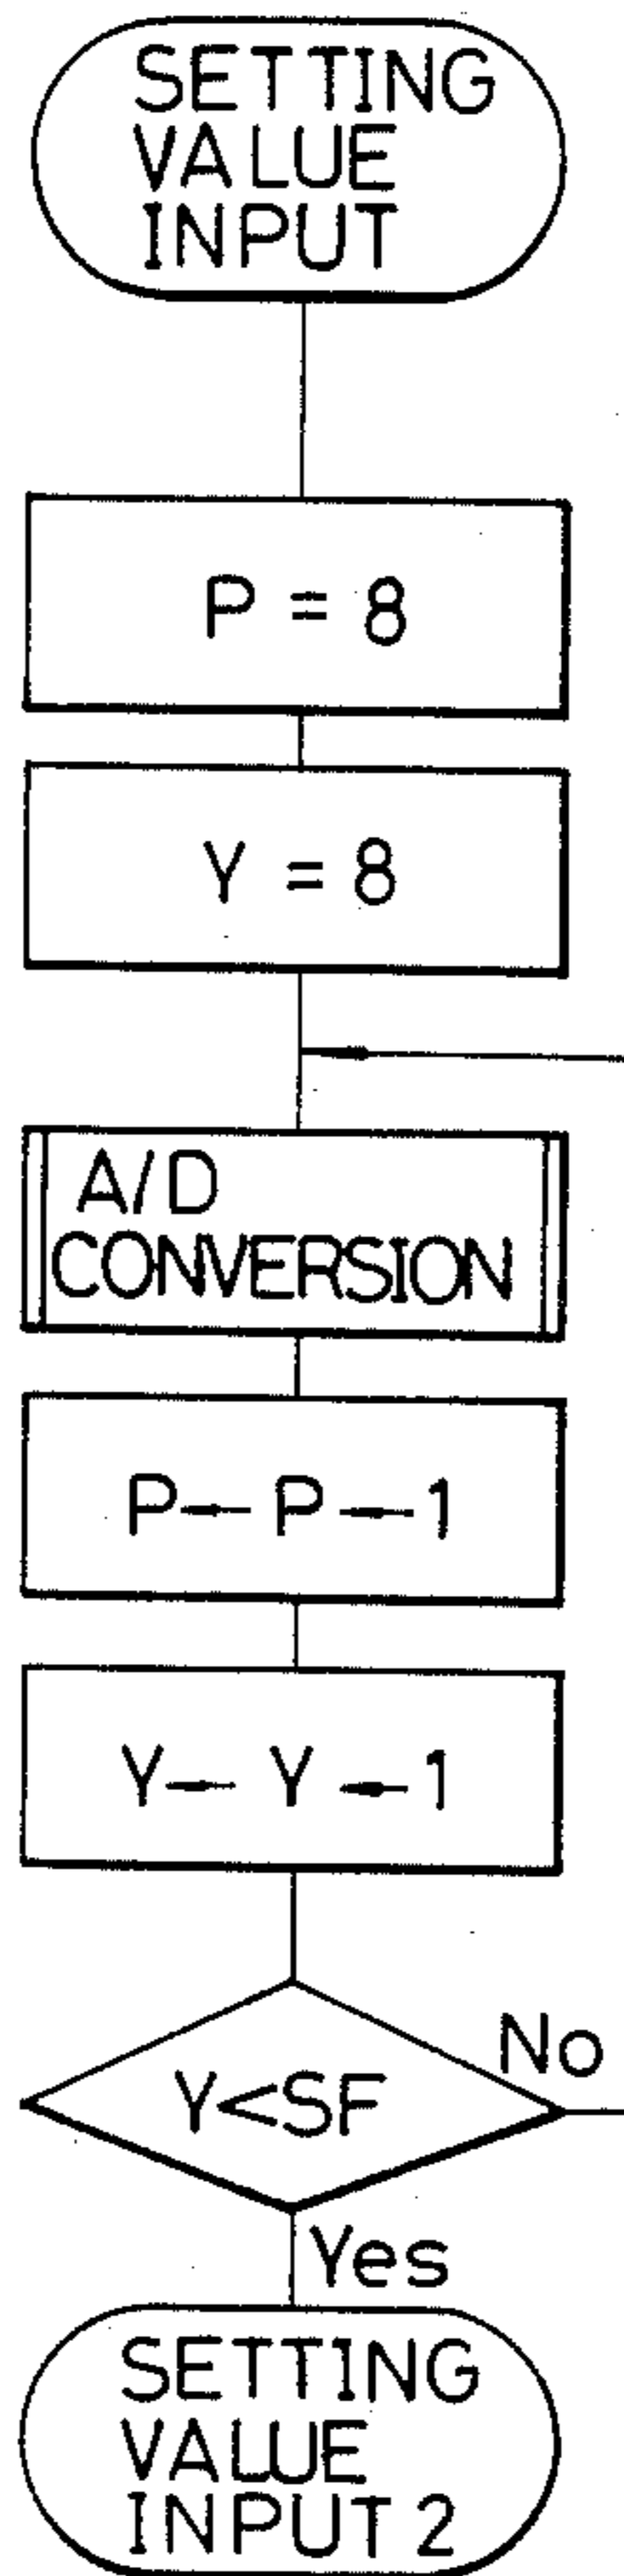 SETTING
VALUE
INPUT
P = 8
Y = 8
A/D
CONVERSION
P ← P ← 1
Y ← Y ← 1
Y<SF
No
Yes
SETTING
VALUE
INPUT 2